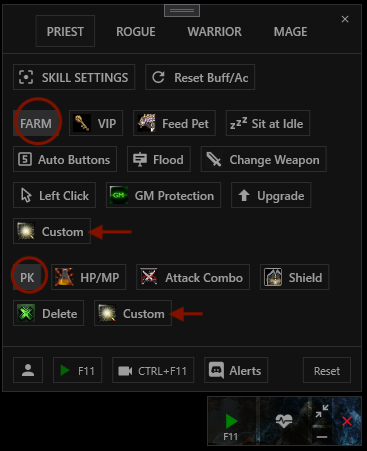 PRIEST ROGUE WARRIOR MAGE
SKILL SETTINGS Reset Buff/Ac
FARM VIP Feed Pet zzz Sit at Idle
5 Auto Buttons Flood Change Weapon
Left Click GM GM Protection Upgrade
Custom
PK HP/MP Attack Combo Shield
Delete Custom
F11 CTRL+F11 Alerts Reset
F11